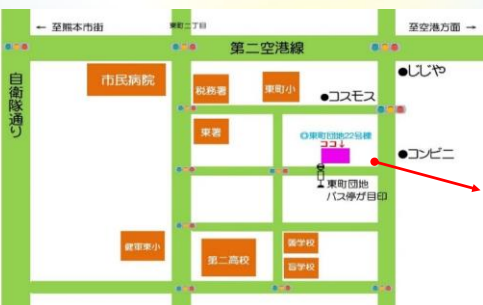 ← 至熊本市街
東町二丁目
至空港方面 →
第二空港線
自衛隊通り
市民病院
税務署
東町小
●じじや
●コスモス
東署
◎東町団地22号棟
ココ↓
●コンビニ
東町団地
バス停が目印
健軍東小
第二高校
聾学校
盲学校